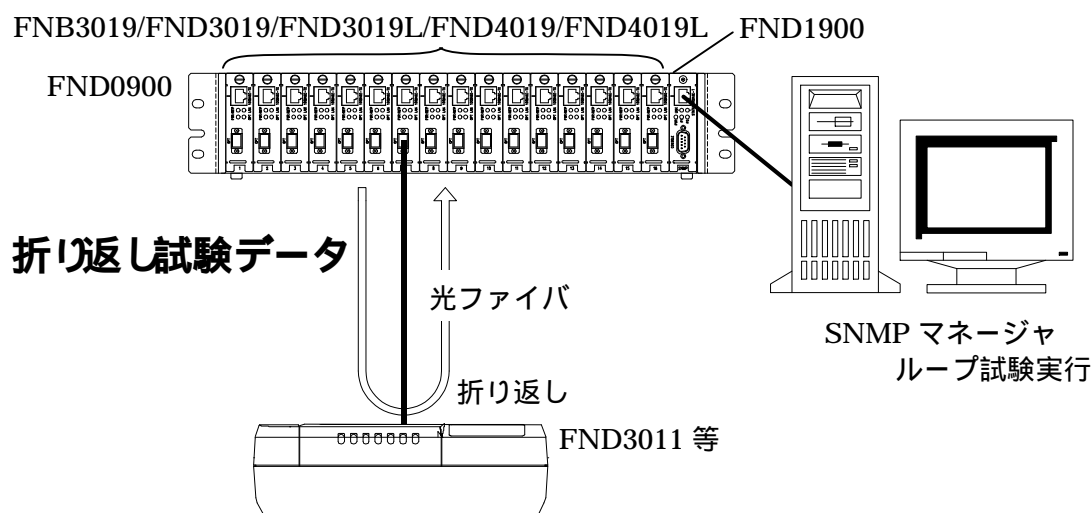 FNB3019/FND3019/FND3019L/FND4019/FND4019L
FND1900
FND0900
折り返し試験データ
光ファイバ
折り返し
FND3011 等
SNMP マネージャ
ループ試験実行